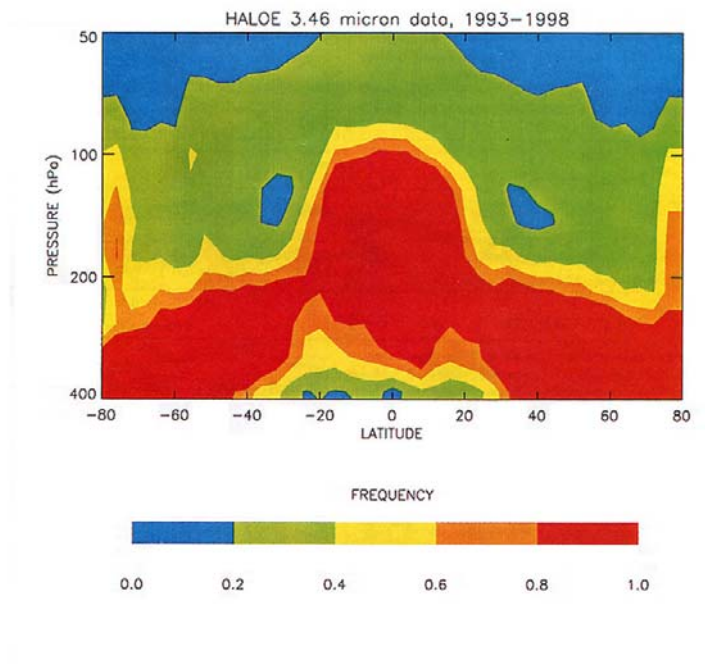 HALOE 3.46 micron data, 1993–1998
50
100
200
400
PRESSURE (hPa)
−80 −60 −40 −20 0 20 40 60 80
LATITUDE
FREQUENCY
0.0 0.2 0.4 0.6 0.8 1.0